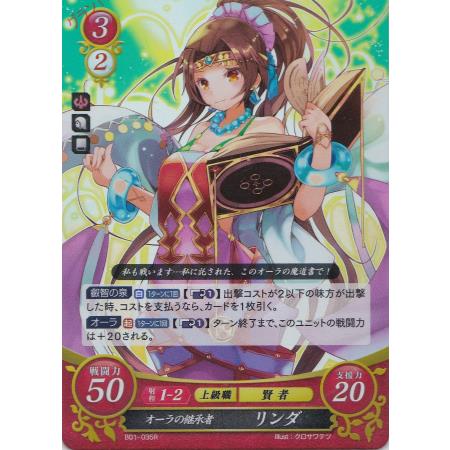 3
2
私も戦います…私に託された、このオーラの魔道書で!
叡智の泉 自 1ターンに1回 【1】 出撃コストが2以下の味方が出撃
した時、コストを支払うなら、カードを1枚引く。
オーラ 起 1ターンに1回 【1】 ターン終了まで、このユニットの戦闘力
は+20される。
戦闘力
50
射程 1-2 上級職 賢者
支援力
20
オーラの継承者 リンダ
B01-035R
Illust:クロサワテツ